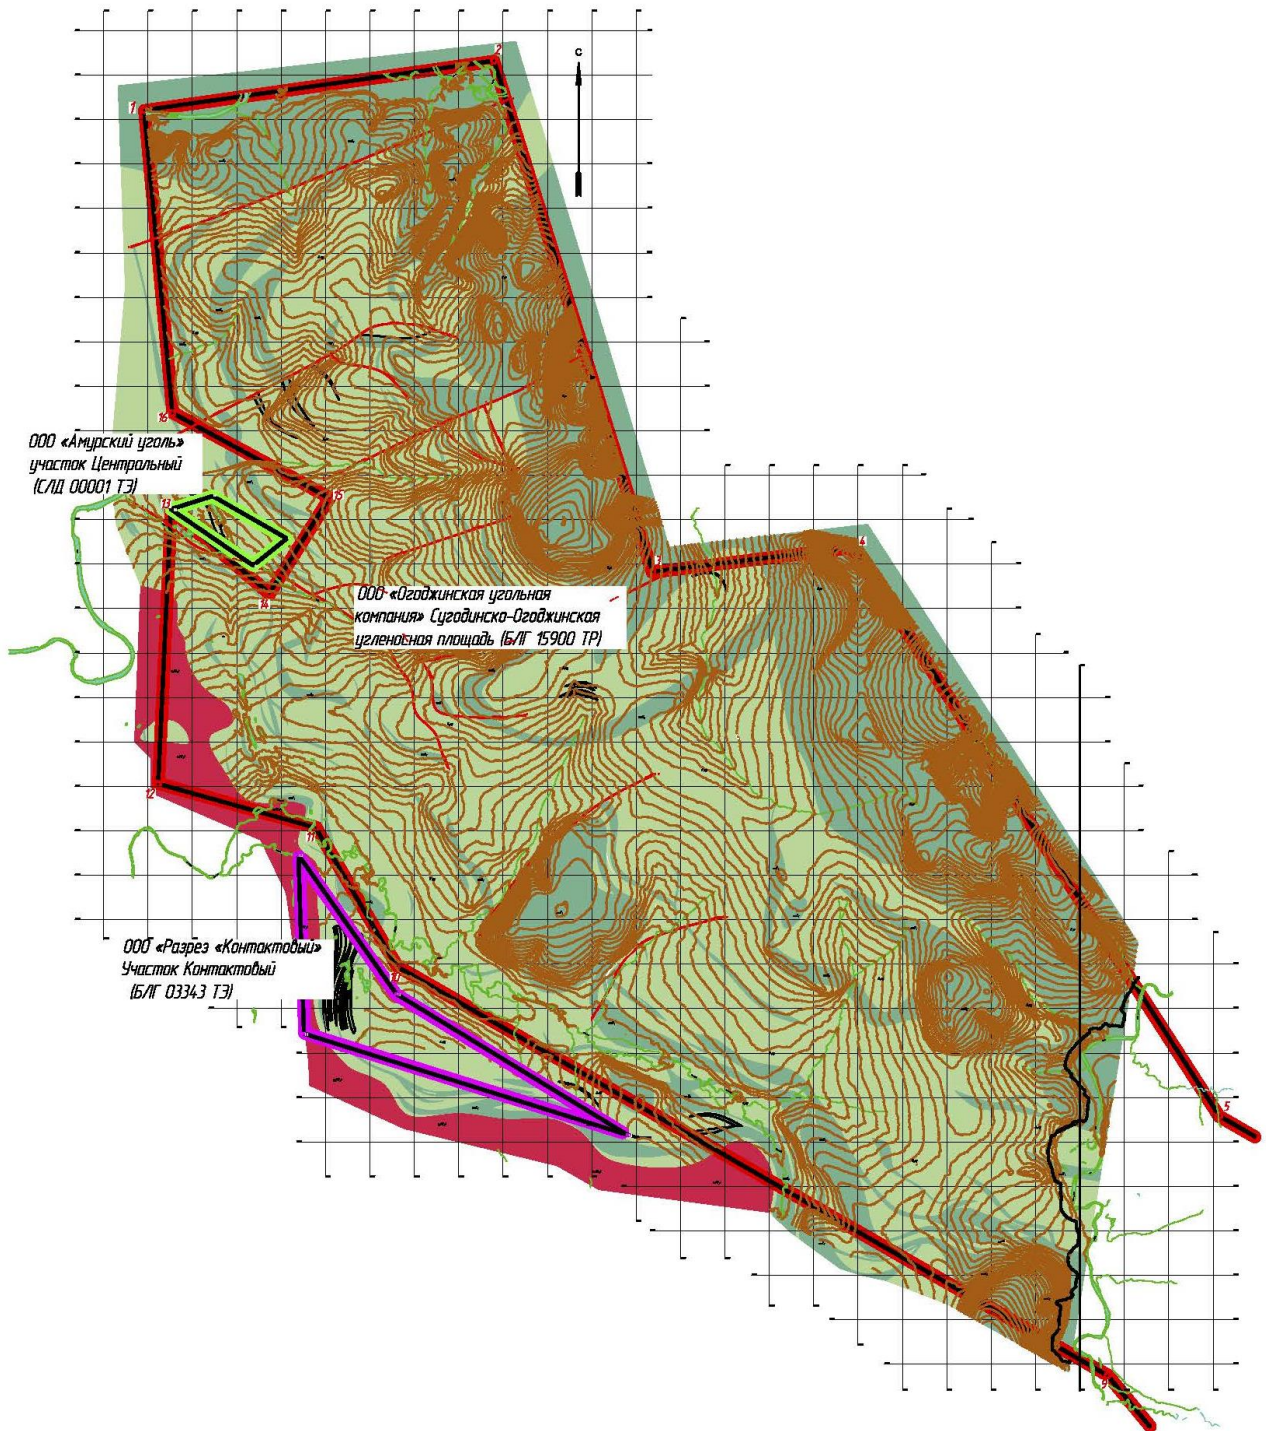 2
С
1
16
ООО «Амурский уголь»
участок Центральный
(СЛД 00001 ТЭ)
15
13
3
4
14
ООО «Огоджинская угольная
компания» Сугодинско-Огоджинская
угленосная площадь (БЛГ 15900 ТР)
12
11
ООО «Разрез «Контактовый»
Участок Контактовый
(БЛГ 03343 ТЭ)
10
5
9